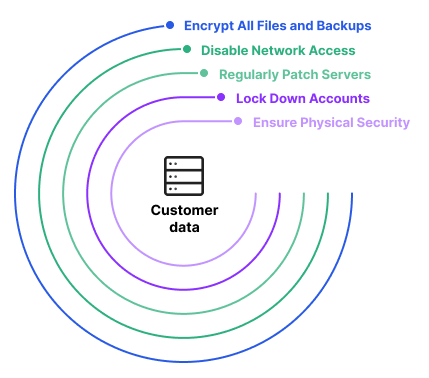 Encrypt All Files and Backups
Disable Network Access
Regularly Patch Servers
Lock Down Accounts
Ensure Physical Security
Customer
data